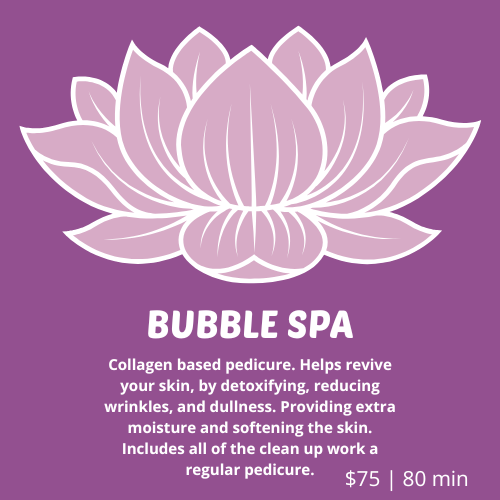 BUBBLE SPA
Collagen based pedicure. Helps revive
your skin, by detoxifying, reducing
wrinkles, and dullness. Providing extra
moisture and softening the skin.
Includes all of the clean up work a
regular pedicure.
$75 | 80 min